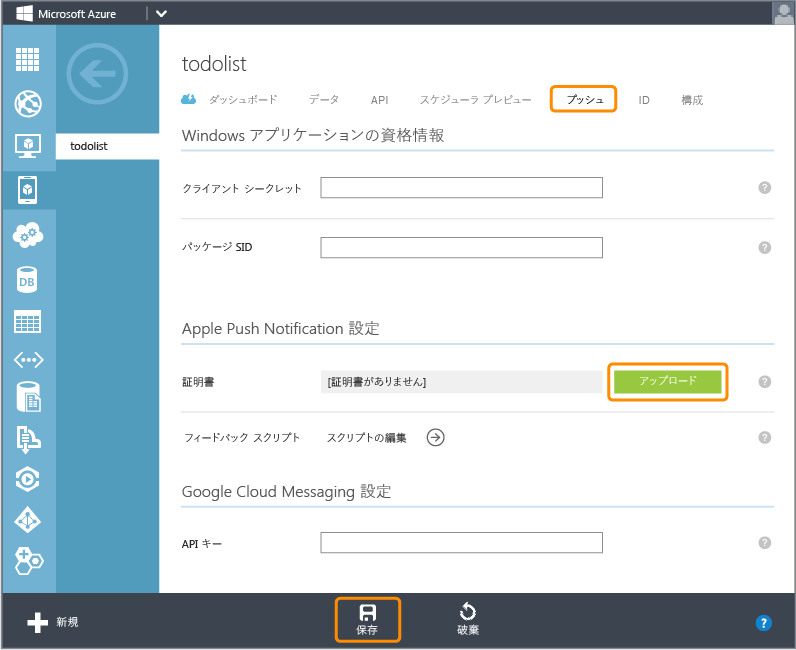 Microsoft Azure
todolist
todolist
ダッシュボード データ API スケジューラ プレビュー プッシュ ID 構成
Windows アプリケーションの資格情報
クライアント シークレット ?
パッケージ SID ?
Apple Push Notification 設定
証明書 [証明書がありません] アップロード ?
フィードバック スクリプト スクリプトの編集 ?
Google Cloud Messaging 設定
API キー ?
DB
新規 保存 破棄 ?